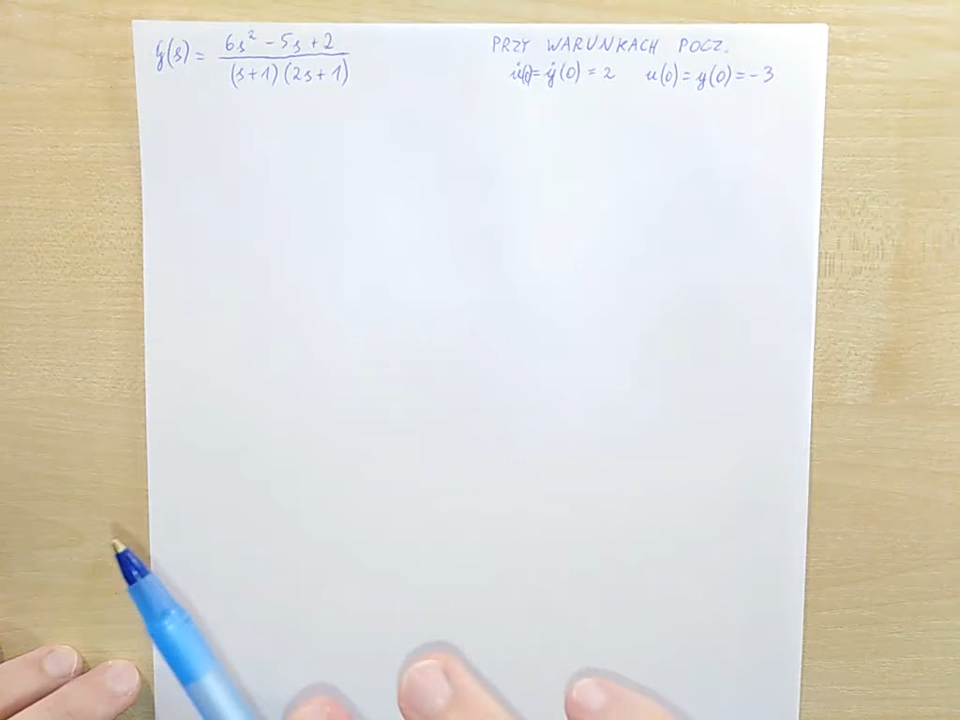 G(s) = (6s² - 5s + 2) / ((s+1)(2s+1))
PRZY WARUNKACH POCZ.
u̇(0) = ẏ(0) = 2 u(0) = y(0) = -3